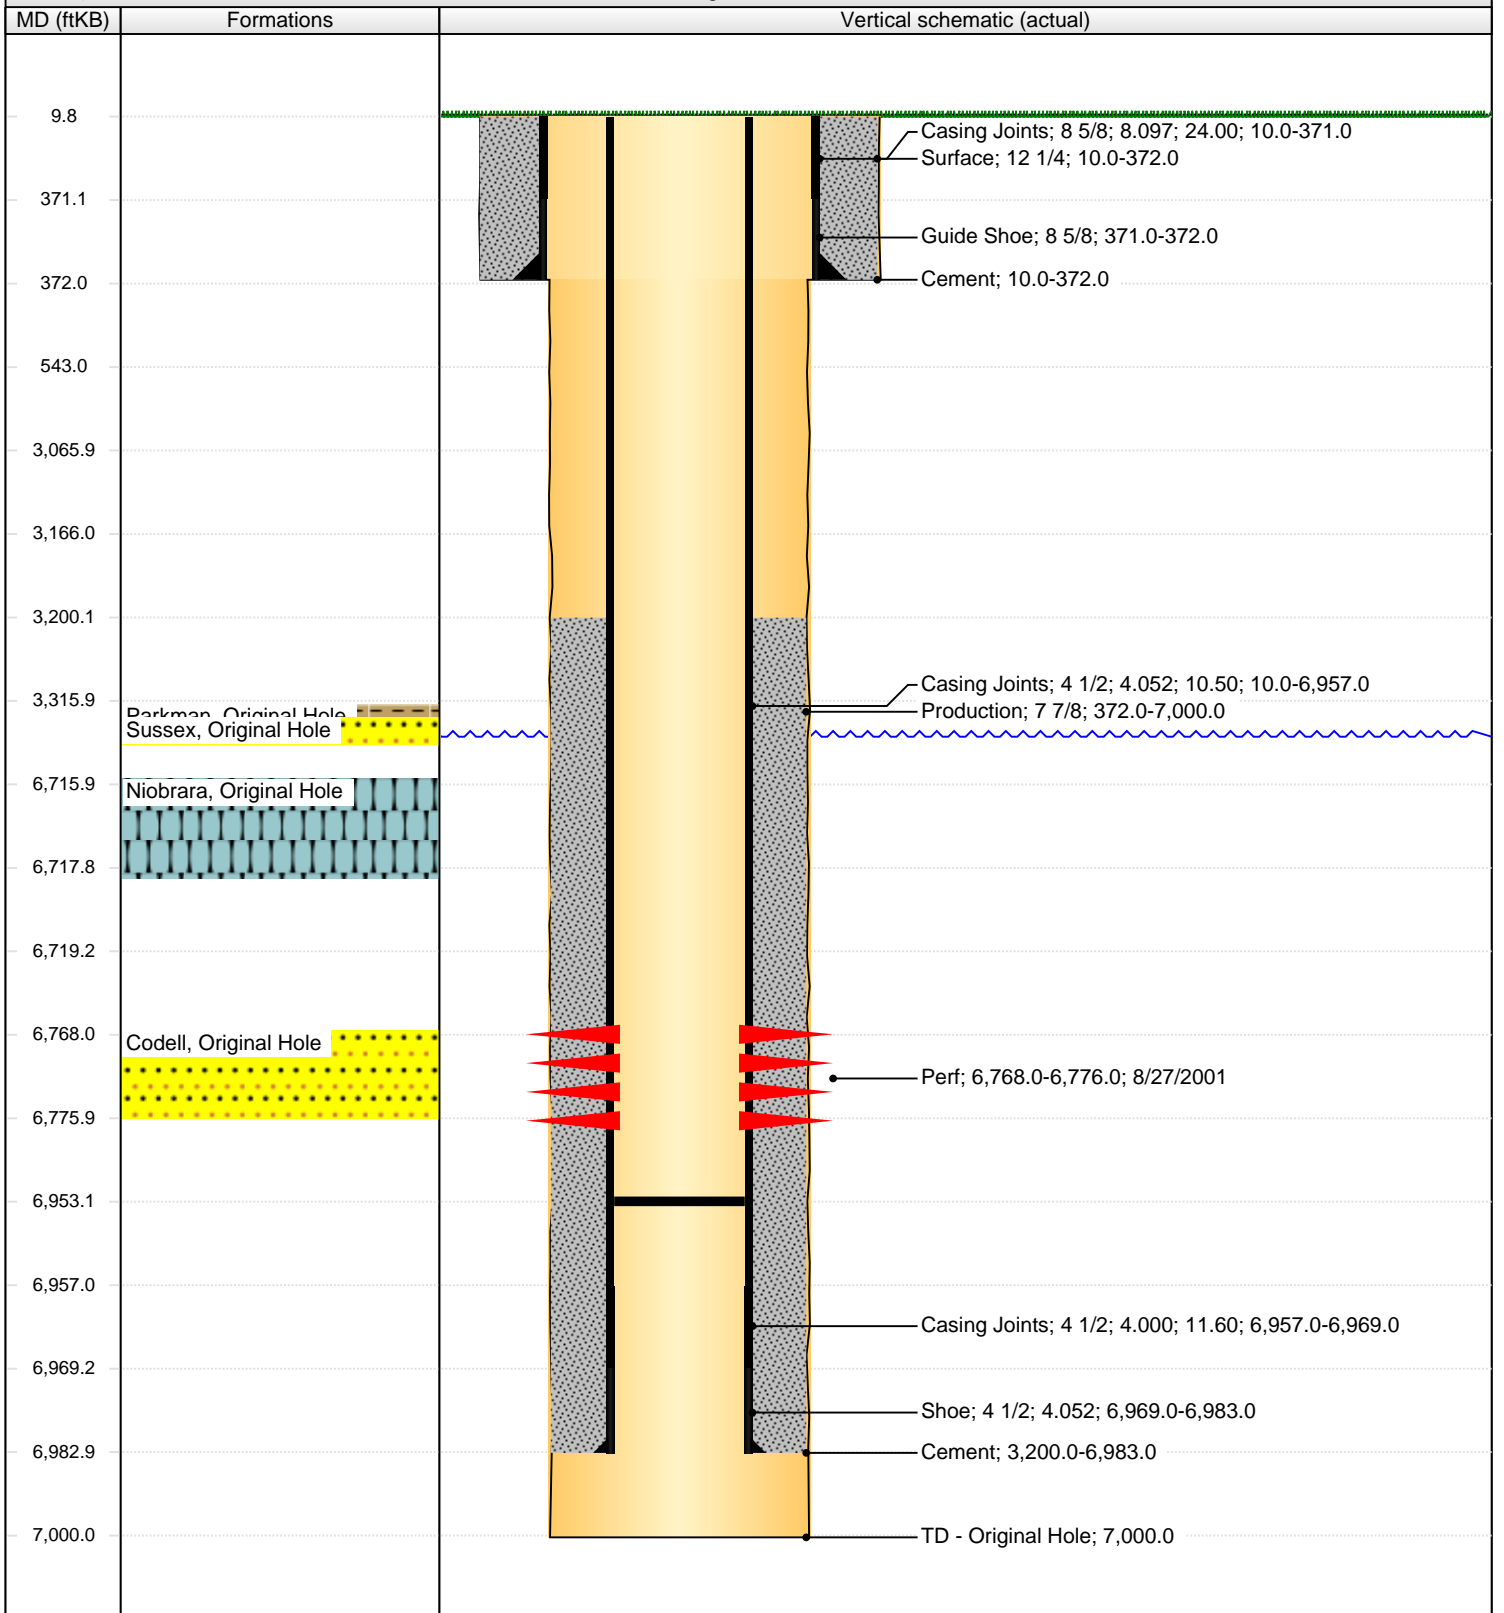 MD (ftKB) Formations Vertical schematic (actual)
9.8
Casing Joints; 8 5/8; 8.097; 24.00; 10.0-371.0
Surface; 12 1/4; 10.0-372.0
371.1
Guide Shoe; 8 5/8; 371.0-372.0
372.0
Cement; 10.0-372.0
543.0
3,065.9
3,166.0
3,200.1
Casing Joints; 4 1/2; 4.052; 10.50; 10.0-6,957.0
3,315.9
Production; 7 7/8; 372.0-7,000.0
Parkman, Original Hole
Sussex, Original Hole
6,715.9
Niobrara, Original Hole
6,717.8
6,719.2
6,768.0
Codell, Original Hole
Perf; 6,768.0-6,776.0; 8/27/2001
6,775.9
6,953.1
6,957.0
Casing Joints; 4 1/2; 4.000; 11.60; 6,957.0-6,969.0
6,969.2
Shoe; 4 1/2; 4.052; 6,969.0-6,983.0
6,982.9
Cement; 3,200.0-6,983.0
7,000.0
TD - Original Hole; 7,000.0